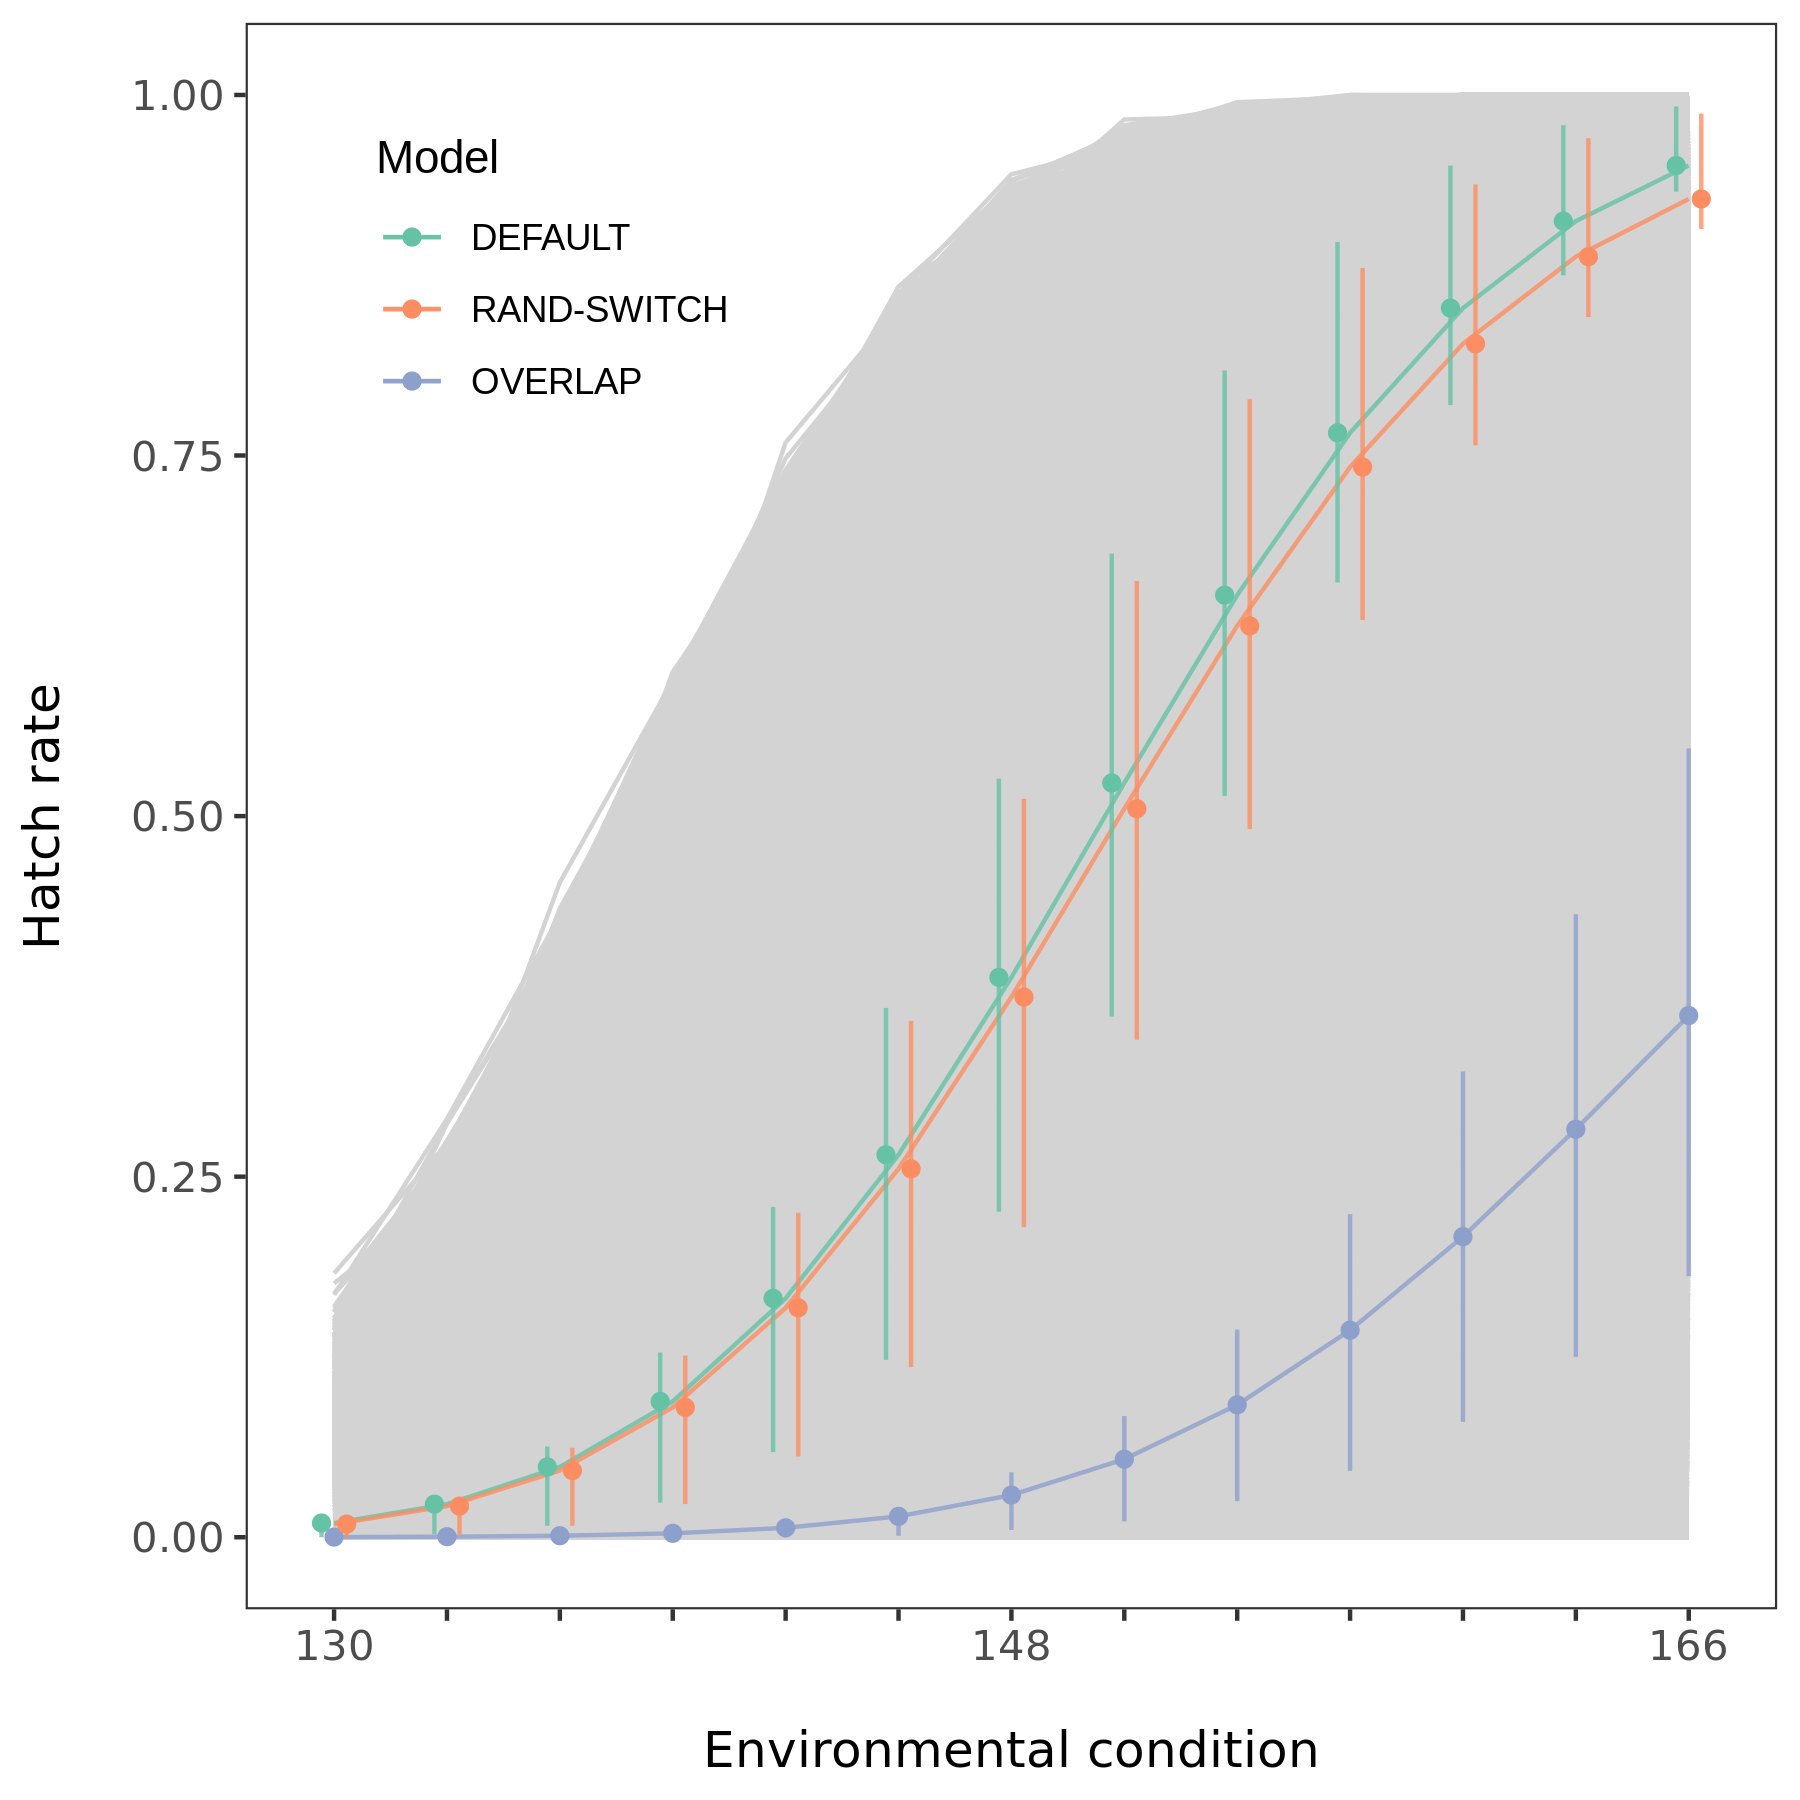 1.00
0.75
0.50
0.25
0.00
Hatch rate
Model
DEFAULT
RAND-SWITCH
OVERLAP
130 148 166
Environmental condition